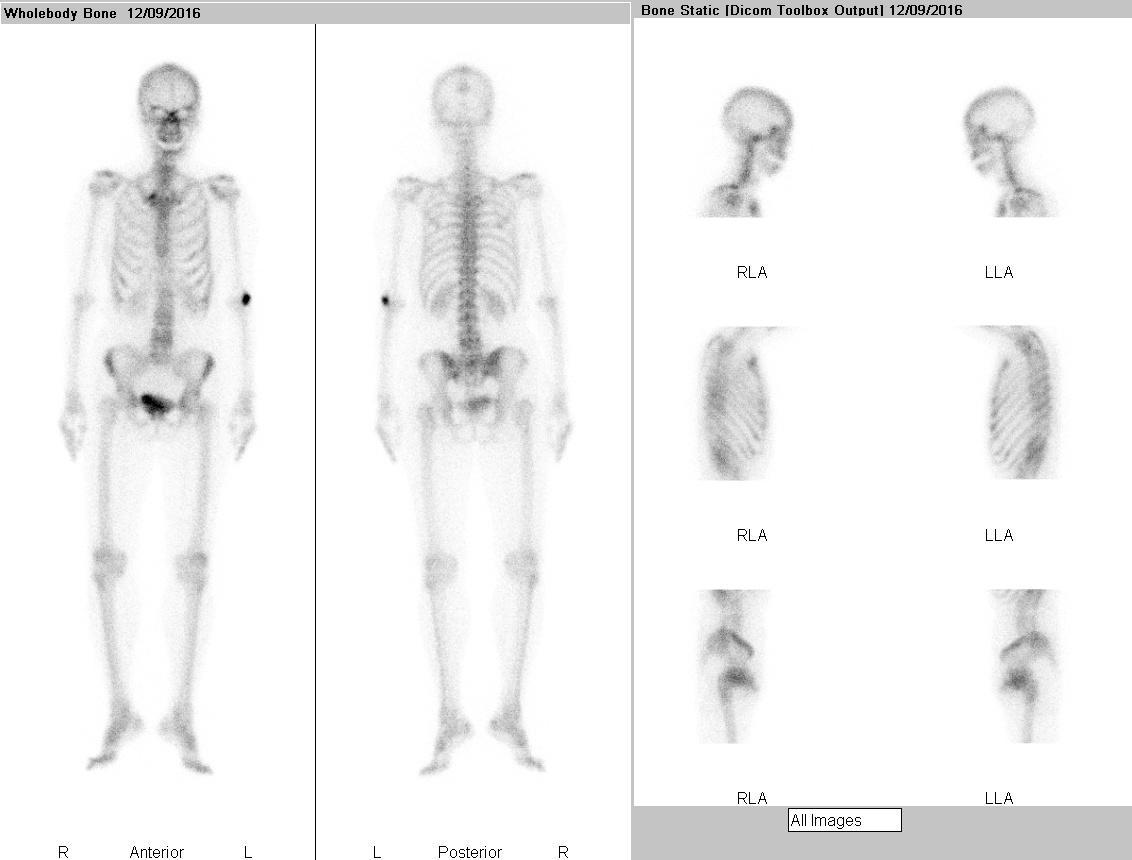 Wholebody Bone 12/09/2016
Bone Static [Dicom Toolbox Output] 12/09/2016
RLA LLA
RLA LLA
RLA LLA
All Images
R Anterior L L Posterior R